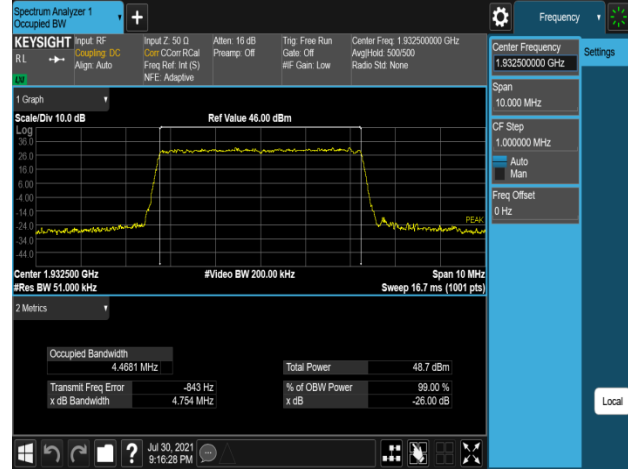 Spectrum Analyzer 1
Occupied BW
Frequency
KEYSIGHT
R L
LW
Input: RF
Coupling: DC
Align: Auto
Input Z: 50 Ω
Corr CCorr RCal
Freq Ref: Int (S)
NFE: Adaptive
Atten: 16 dB
Preamp: Off
Trig: Free Run
Gate: Off
#IF Gain: Low
Center Freq: 1.932500000 GHz
Avg|Hold: 500/500
Radio Std: None
Center Frequency
1.932500000 GHz
Settings
Span
10.000 MHz
CF Step
1.000000 MHz
Auto
Man
Freq Offset
0 Hz
Local
1 Graph
Scale/Div 10.0 dB
Ref Value 46.00 dBm
Log
36.0
26.0
16.0
6.00
-4.00
-14.0
-24.0
-34.0
-44.0
PEAK
Center 1.932500 GHz
#Video BW 200.00 kHz
Span 10 MHz
#Res BW 51.000 kHz
Sweep 16.7 ms (1001 pts)
2 Metrics
Occupied Bandwidth
4.4681 MHz
Total Power 48.7 dBm
Transmit Freq Error -843 Hz
% of OBW Power 99.00 %
x dB Bandwidth 4.754 MHz
x dB -26.00 dB
?
Jul 30, 2021
9:16:28 PM